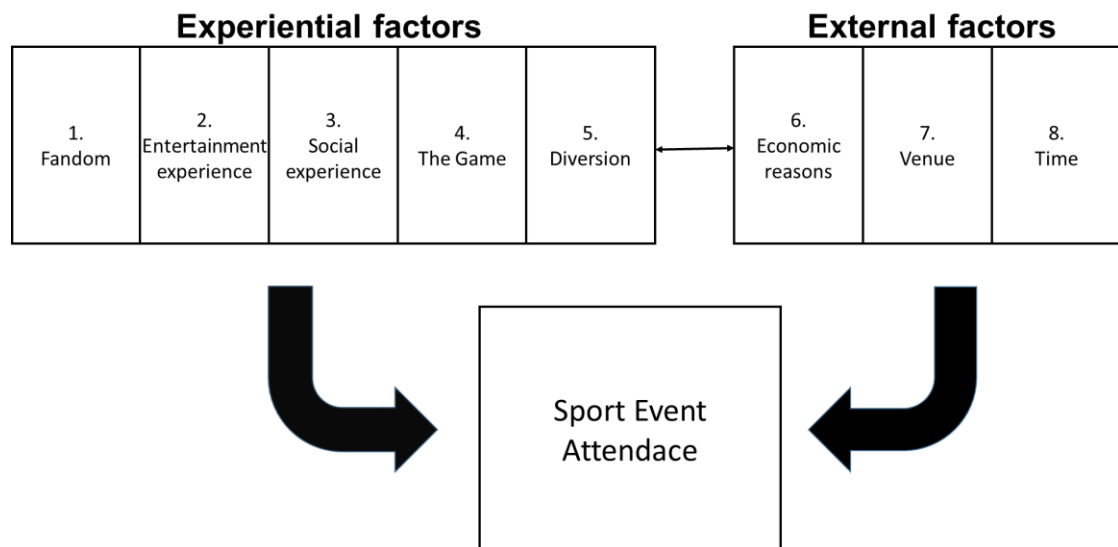 Experiential factors
External factors
1.
Fandom
2.
Entertainment
experience
3.
Social
experience
4.
The Game
5.
Diversion
6.
Economic
reasons
7.
Venue
8.
Time
Sport Event
Attendace